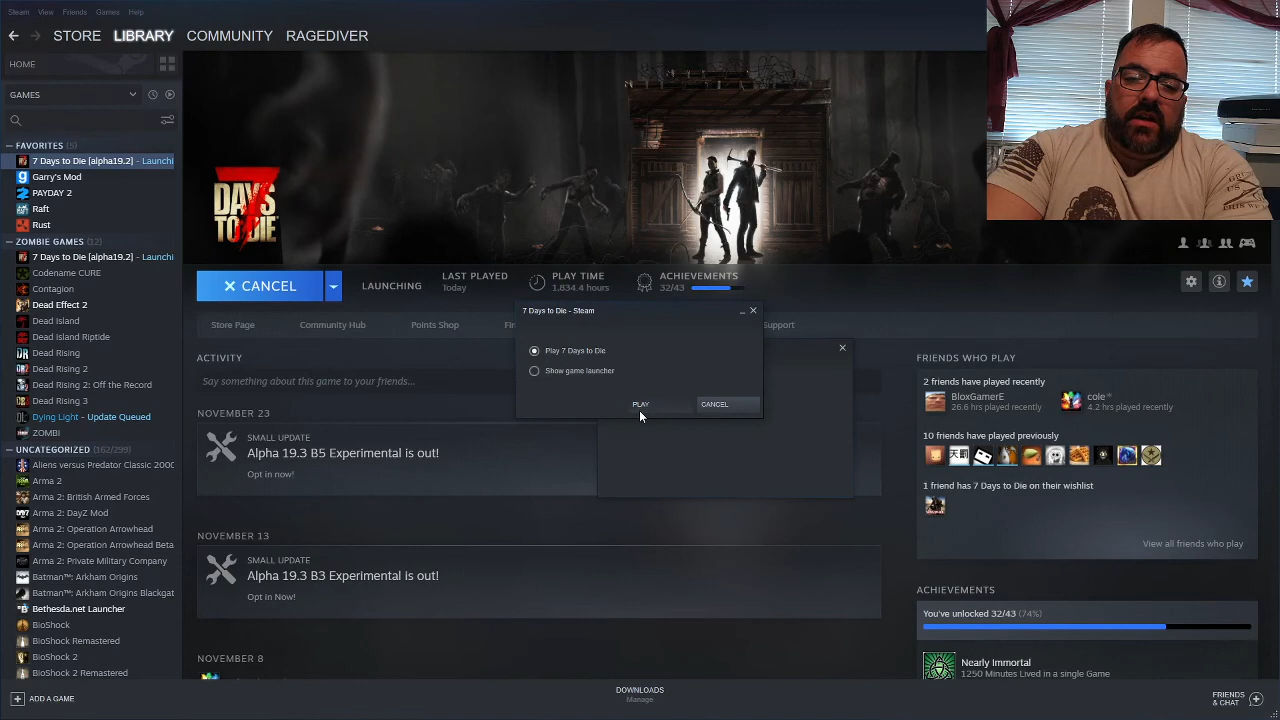 Steam View Friends Games Help
STORE LIBRARY COMMUNITY RAGEDIVER
HOME
GAMES
FAVORITES (5)
7 Days to Die [alpha19.2] - Launchi
Garry's Mod
PAYDAY 2
Raft
Rust
ZOMBIE GAMES (12)
7 Days to Die [alpha19.2] - Launchi
Codename CURE
Contagion
Dead Effect 2
Dead Island
Dead Island Riptide
Dead Rising
Dead Rising 2
Dead Rising 2: Off the Record
Dead Rising 3
Dying Light - Update Queued
ZOMBI
UNCATEGORIZED (162/299)
Aliens versus Predator Classic 2000
Arma 2
Arma 2: British Armed Forces
Arma 2: DayZ Mod
Arma 2: Operation Arrowhead
Arma 2: Operation Arrowhead Beta
Arma 2: Private Military Company
Batman™: Arkham Origins
Batman™: Arkham Origins Blackgat
Bethesda.net Launcher
BioShock
BioShock Remastered
BioShock 2
BioShock 2 Remastered
ADD A GAME
7
DAYS
TO DIE
CANCEL
LAUNCHING
LAST PLAYED
Today
PLAY TIME
1,834.4 hours
ACHIEVEMENTS
32/43
Store Page Community Hub Points Shop Fin Support
7 Days to Die - Steam
Play 7 Days to Die
Show game launcher
PLAY CANCEL
ACTIVITY
Say something about this game to your friends...
NOVEMBER 23
SMALL UPDATE
Alpha 19.3 B5 Experimental is out!
Opt in now!
NOVEMBER 13
SMALL UPDATE
Alpha 19.3 B3 Experimental is out!
Opt in Now!
NOVEMBER 8
FRIENDS WHO PLAY
2 friends have played recently
BloxGamerE
26.6 hrs played recently
cole
4.2 hrs played recently
10 friends have played previously
1 friend has 7 Days to Die on their wishlist
View all friends who play
ACHIEVEMENTS
You've unlocked 32/43 (74%)
Nearly Immortal
1250 Minutes Lived in a single Game
DOWNLOADS
Manage
FRIENDS
& CHAT